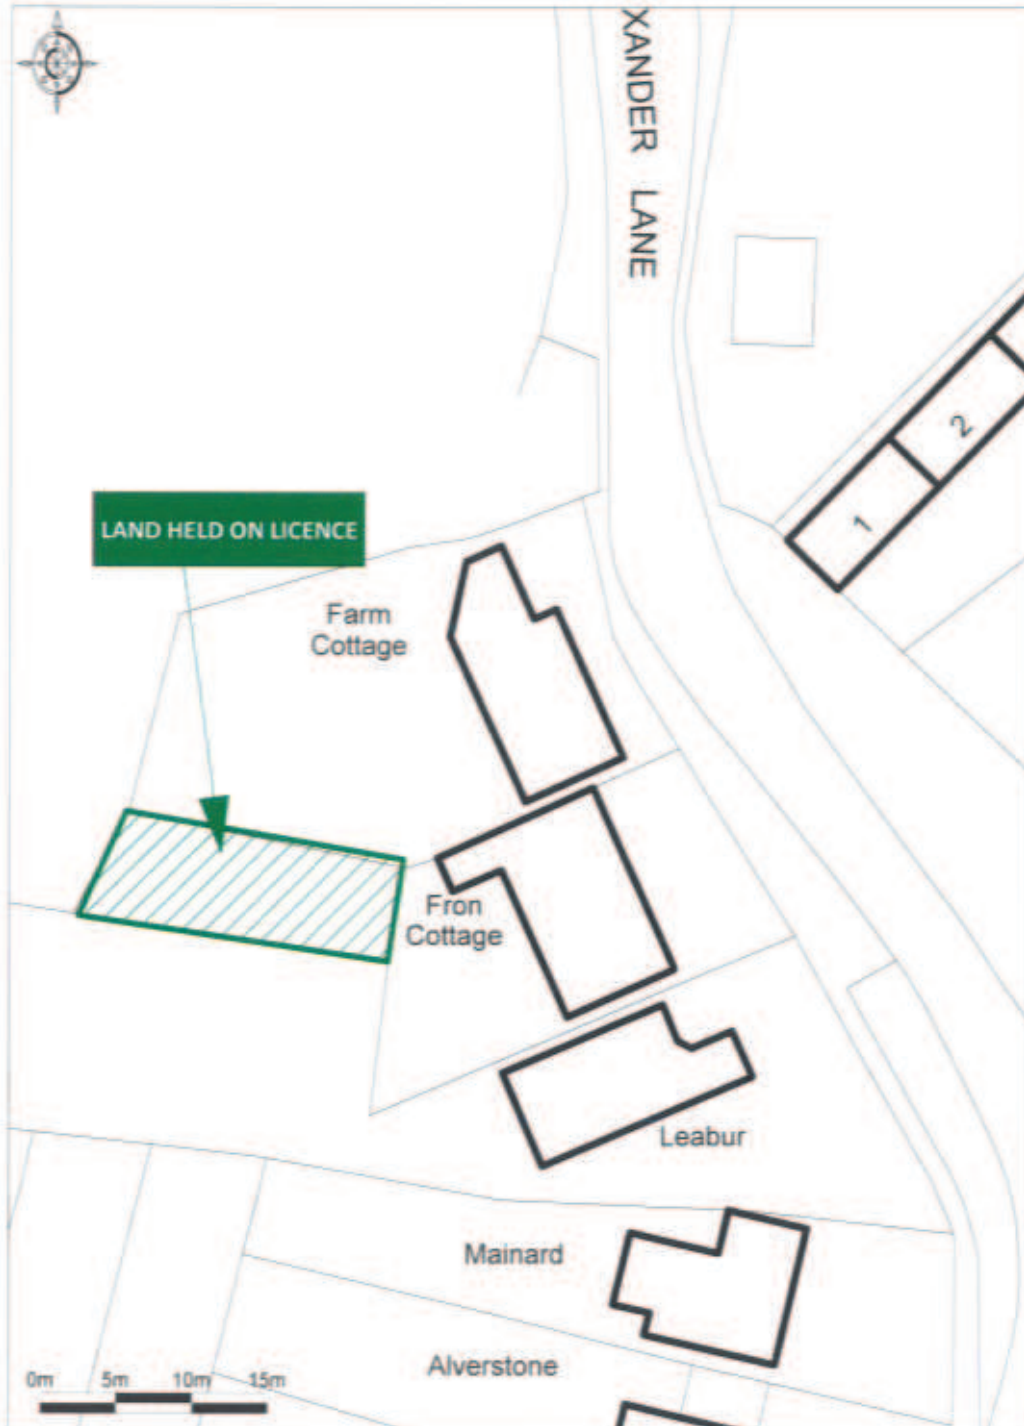 XANDER LANE
2
1
LAND HELD ON LICENCE
Farm
Cottage
Fron
Cottage
Leabur
Mainard
Alverstone
0m 5m 10m 15m